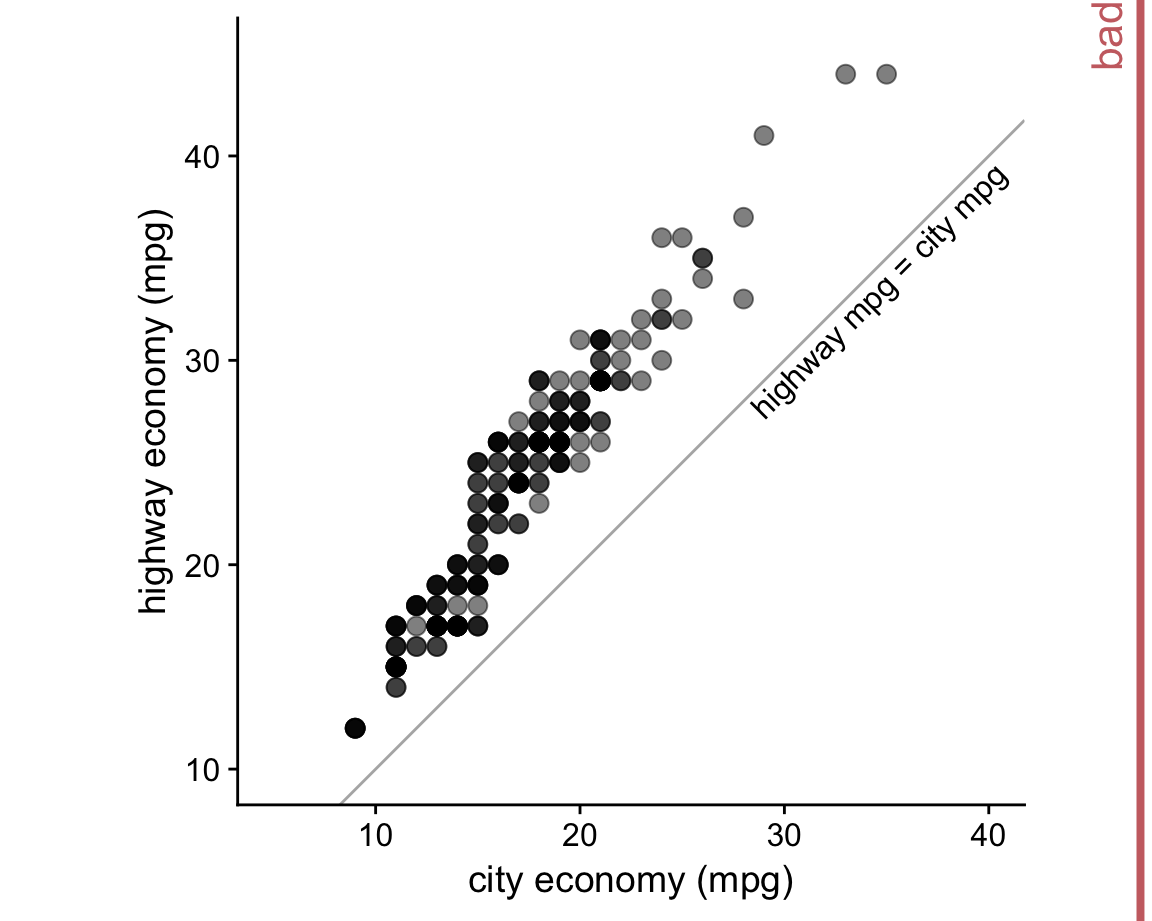 bad
40
30
20
10
highway economy (mpg)
highway mpg = city mpg
10 20 30 40
city economy (mpg)